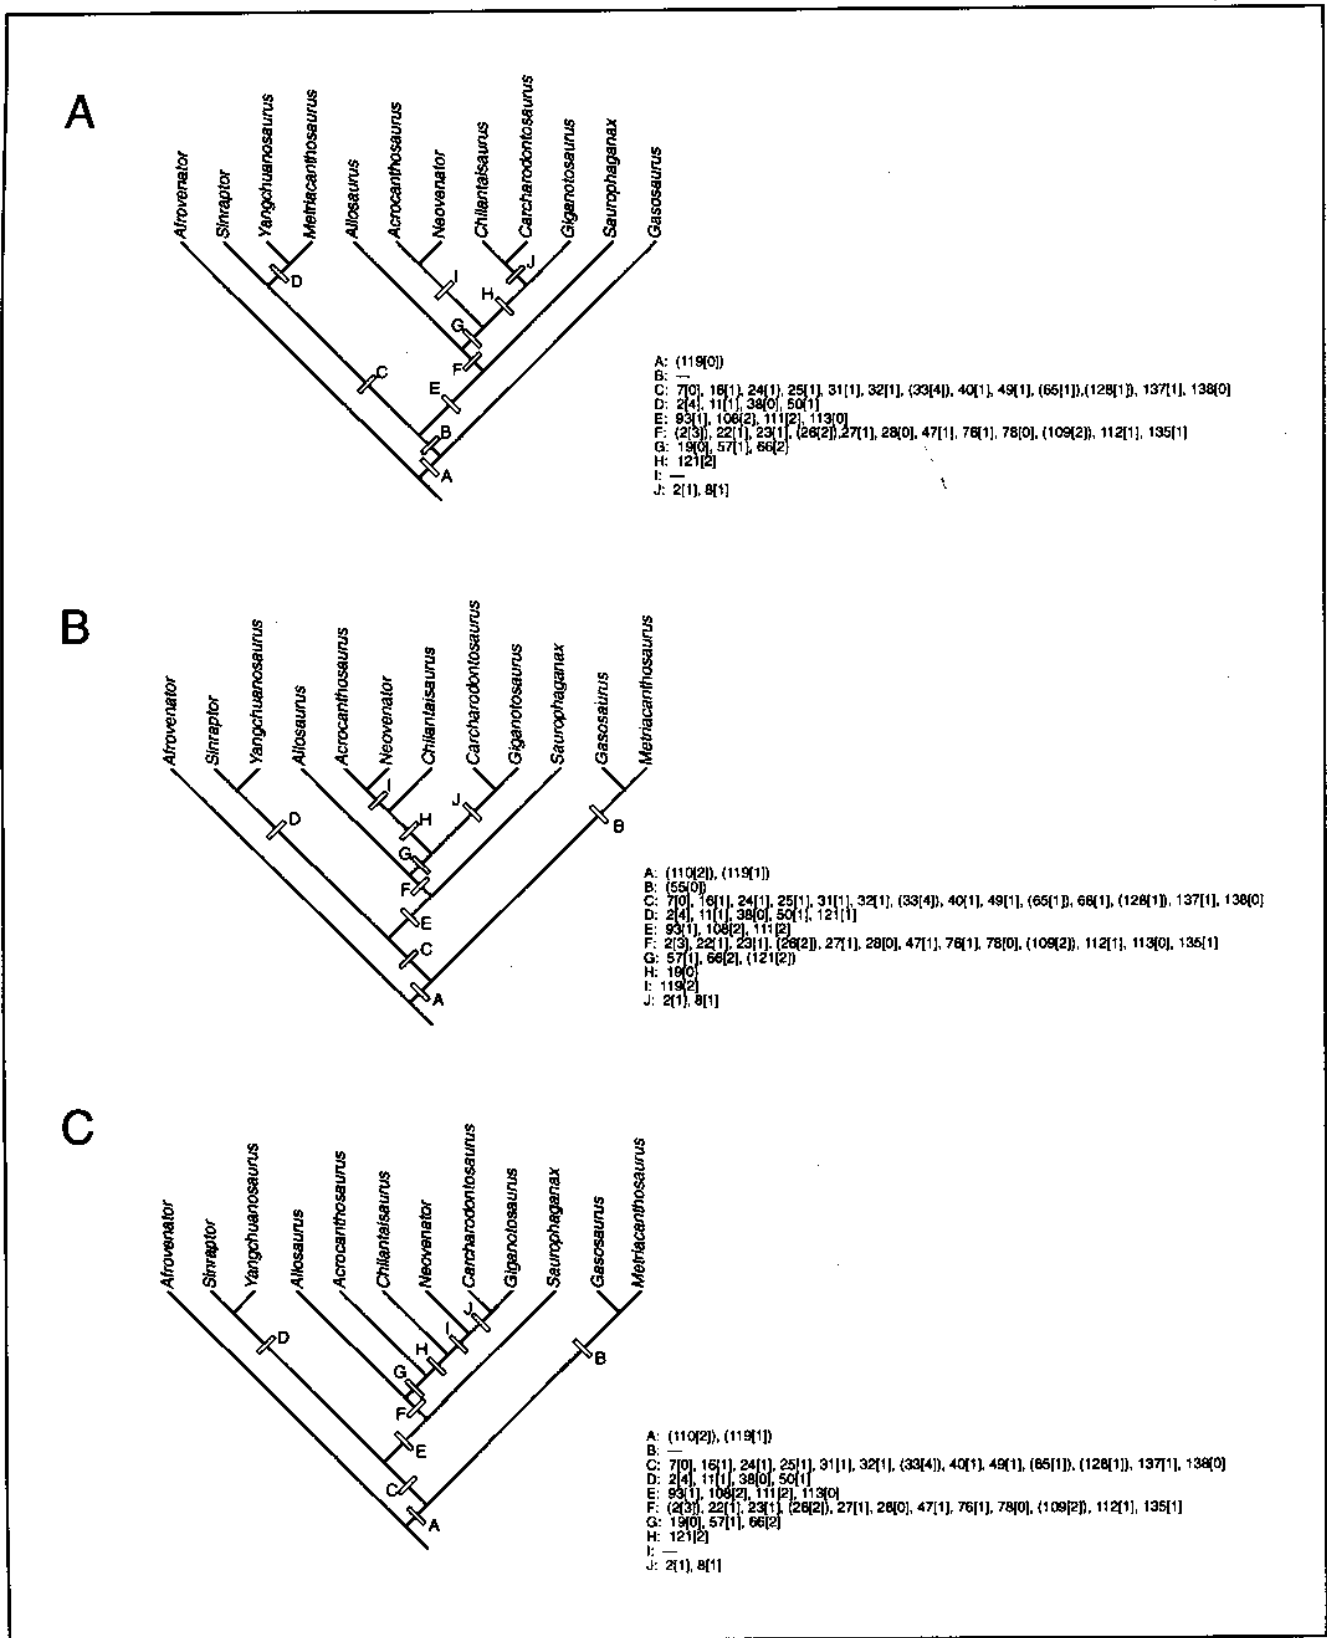 A
Afrovenator
Sinraptor
Yangchuanosaurus
Metriacanthosaurus
Allosaurus
Acrocanthosaurus
Neovenator
Chilantaisaurus
Carcharodontosaurus
Giganotosaurus
Saurophaganax
Gasosaurus
D
J
I
H
G
F
C
E
B
A
A: (119[0])
B: —
C: 7[0], 16[1], 24[1], 25[1], 31[1], 32[1], (33[4]), 40[1], 49[1], (65[1]),(128[1]), 137[1], 138[0]
D: 2[4], 11[1], 38[0], 50[1]
E: 93[1], 108[2], 111[2], 113[0]
F: (2[3]), 22[1], 23[1], (26[2]),27[1], 28[0], 47[1], 76[1], 78[0], (109[2]), 112[1], 135[1]
G: 19[0], 57[1], 66[2]
H: 121[2]
I: —
J: 2[1], 8[1]
B
Afrovenator
Sinraptor
Yangchuanosaurus
Allosaurus
Acrocanthosaurus
Neovenator
Chilantaisaurus
Carcharodontosaurus
Giganotosaurus
Saurophaganax
Gasosaurus
Metriacanthosaurus
I
J
D
H
B
G
F
E
C
A
A: (110[2]), (119[1])
B: (55[0])
C: 7[0], 16[1], 24[1], 25[1], 31[1], 32[1], (33[4]), 40[1], 49[1], (65[1]), 66[1], (128[1]), 137[1], 138[0]
D: 2[4], 11[1], 38[0], 50[1], 121[1]
E: 93[1], 108[2], 111[2]
F: 2[3], 22[1], 23[1], (26[2]), 27[1], 28[0], 47[1], 76[1], 78[0], (109[2]), 112[1], 113[0], 135[1]
G: 57[1], 66[2], (121[2])
H: 19[0]
I: 119[2]
J: 2[1], 8[1]
C
Afrovenator
Sinraptor
Yangchuanosaurus
Allosaurus
Acrocanthosaurus
Chilantaisaurus
Neovenator
Carcharodontosaurus
Giganotosaurus
Saurophaganax
Gasosaurus
Metriacanthosaurus
J
I
D
H
B
G
F
E
C
A
A: (110[2]), (119[1])
B: —
C: 7[0], 16[1], 24[1], 25[1], 31[1], 32[1], (33[4]), 40[1], 49[1], (65[1]), (128[1]), 137[1], 138[0]
D: 2[4], 11[1], 38[0], 50[1]
E: 93[1], 108[2], 111[2], 113[0]
F: (2[3]), 22[1], 23[1], (26[2]), 27[1], 28[0], 47[1], 76[1], 78[0], (109[2]), 112[1], 135[1]
G: 19[0], 57[1], 66[2]
H: 121[2]
I: —
J: 2[1], 8[1]